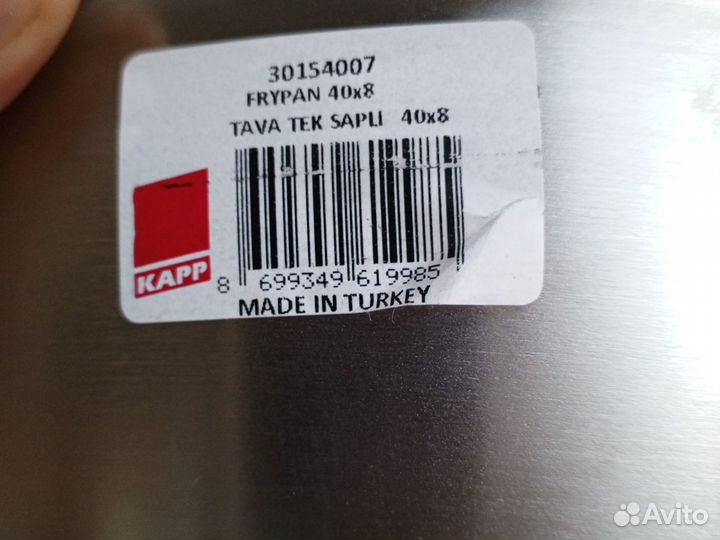 30154007
FRYPAN 40x8
TAVA TEK SAPLI 40x8
KAPP
8 699349 619985
MADE IN TURKEY
Avito